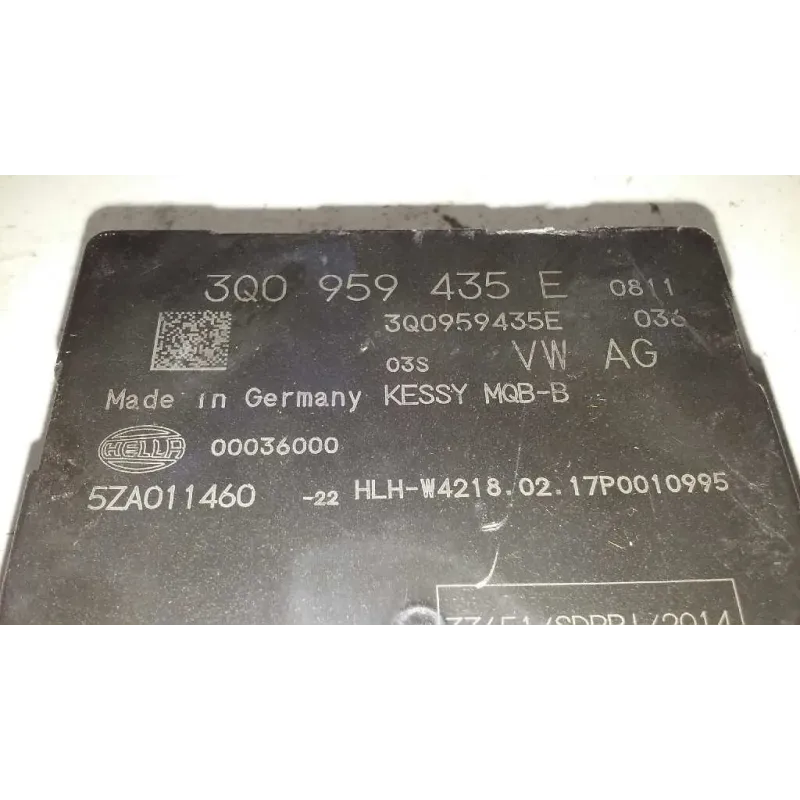 3Q0 959 435 E 0811
3Q0959435E 036
03S VW AG
Made in Germany KESSY MQB-B
HELLA 00036000
5ZA011460 -22 HLH-W4218.02.17P0010995